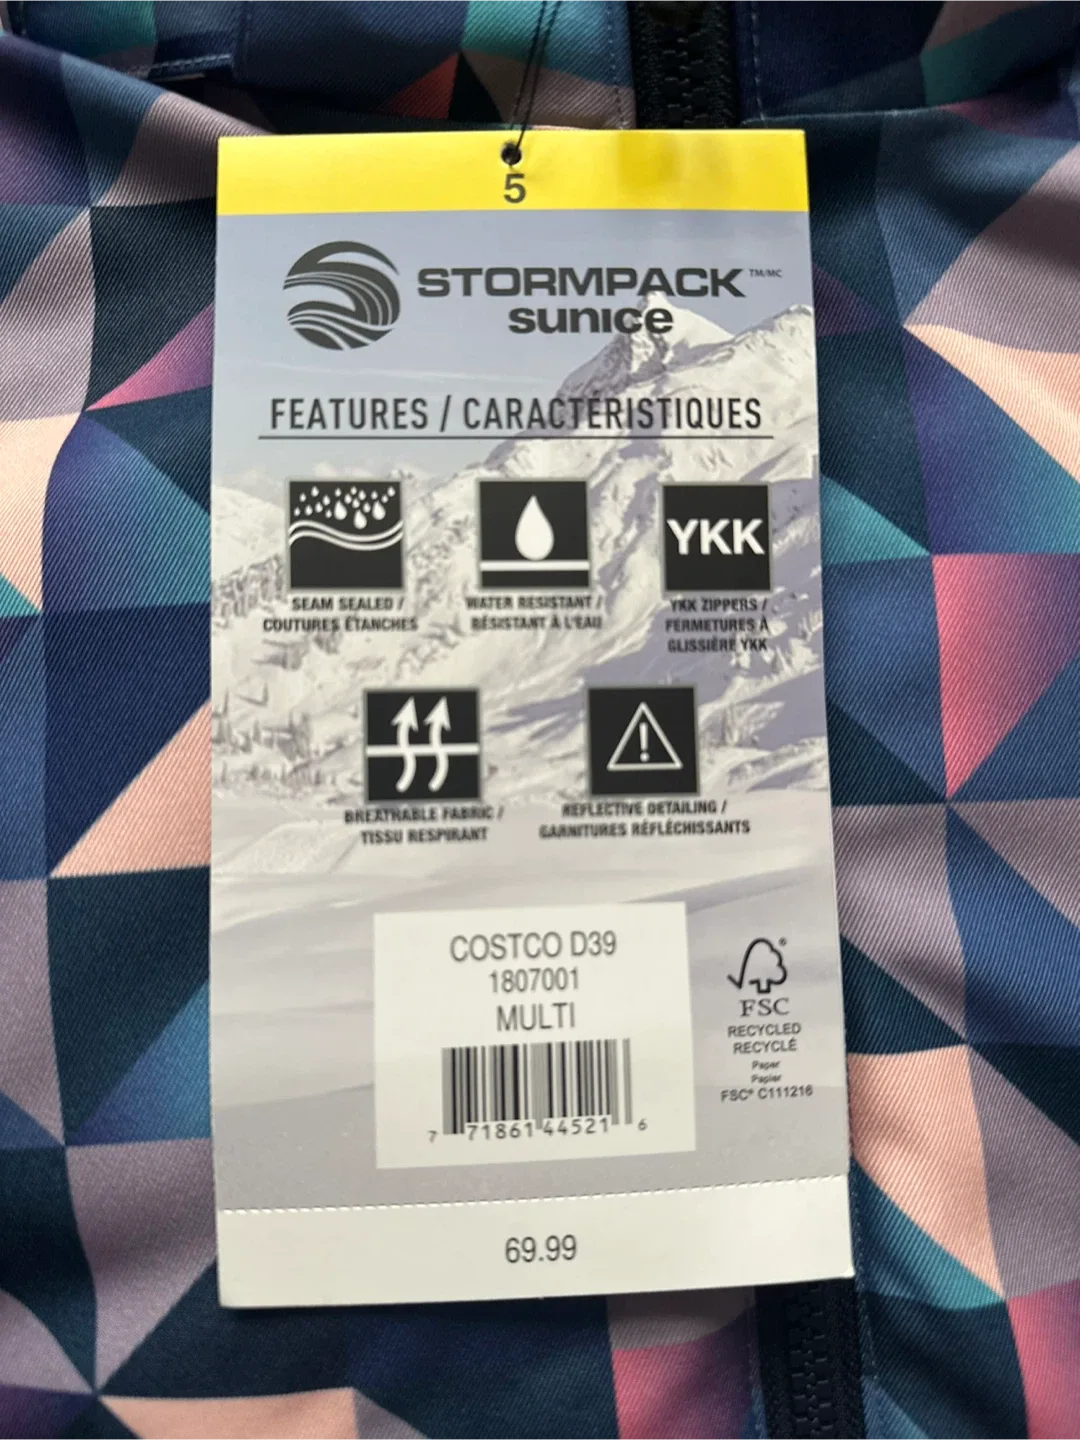 5
STORMPACK TM/MC
sunice
FEATURES / CARACTÉRISTIQUES
SEAM SEALED /
COUTURES ÉTANCHES
WATER RESISTANT /
RÉSISTANT À L'EAU
YKK
YKK ZIPPERS /
FERMETURES À
GLISSIÈRE YKK
BREATHABLE FABRIC /
TISSU RESPIRANT
!
REFLECTIVE DETAILING /
GARNITURES RÉFLÉCHISSANTS
COSTCO D39
1807001
MULTI
7 71861 44521 6
®
FSC
RECYCLED
RECYCLÉ
Paper
Papier
FSC® C111216
69.99